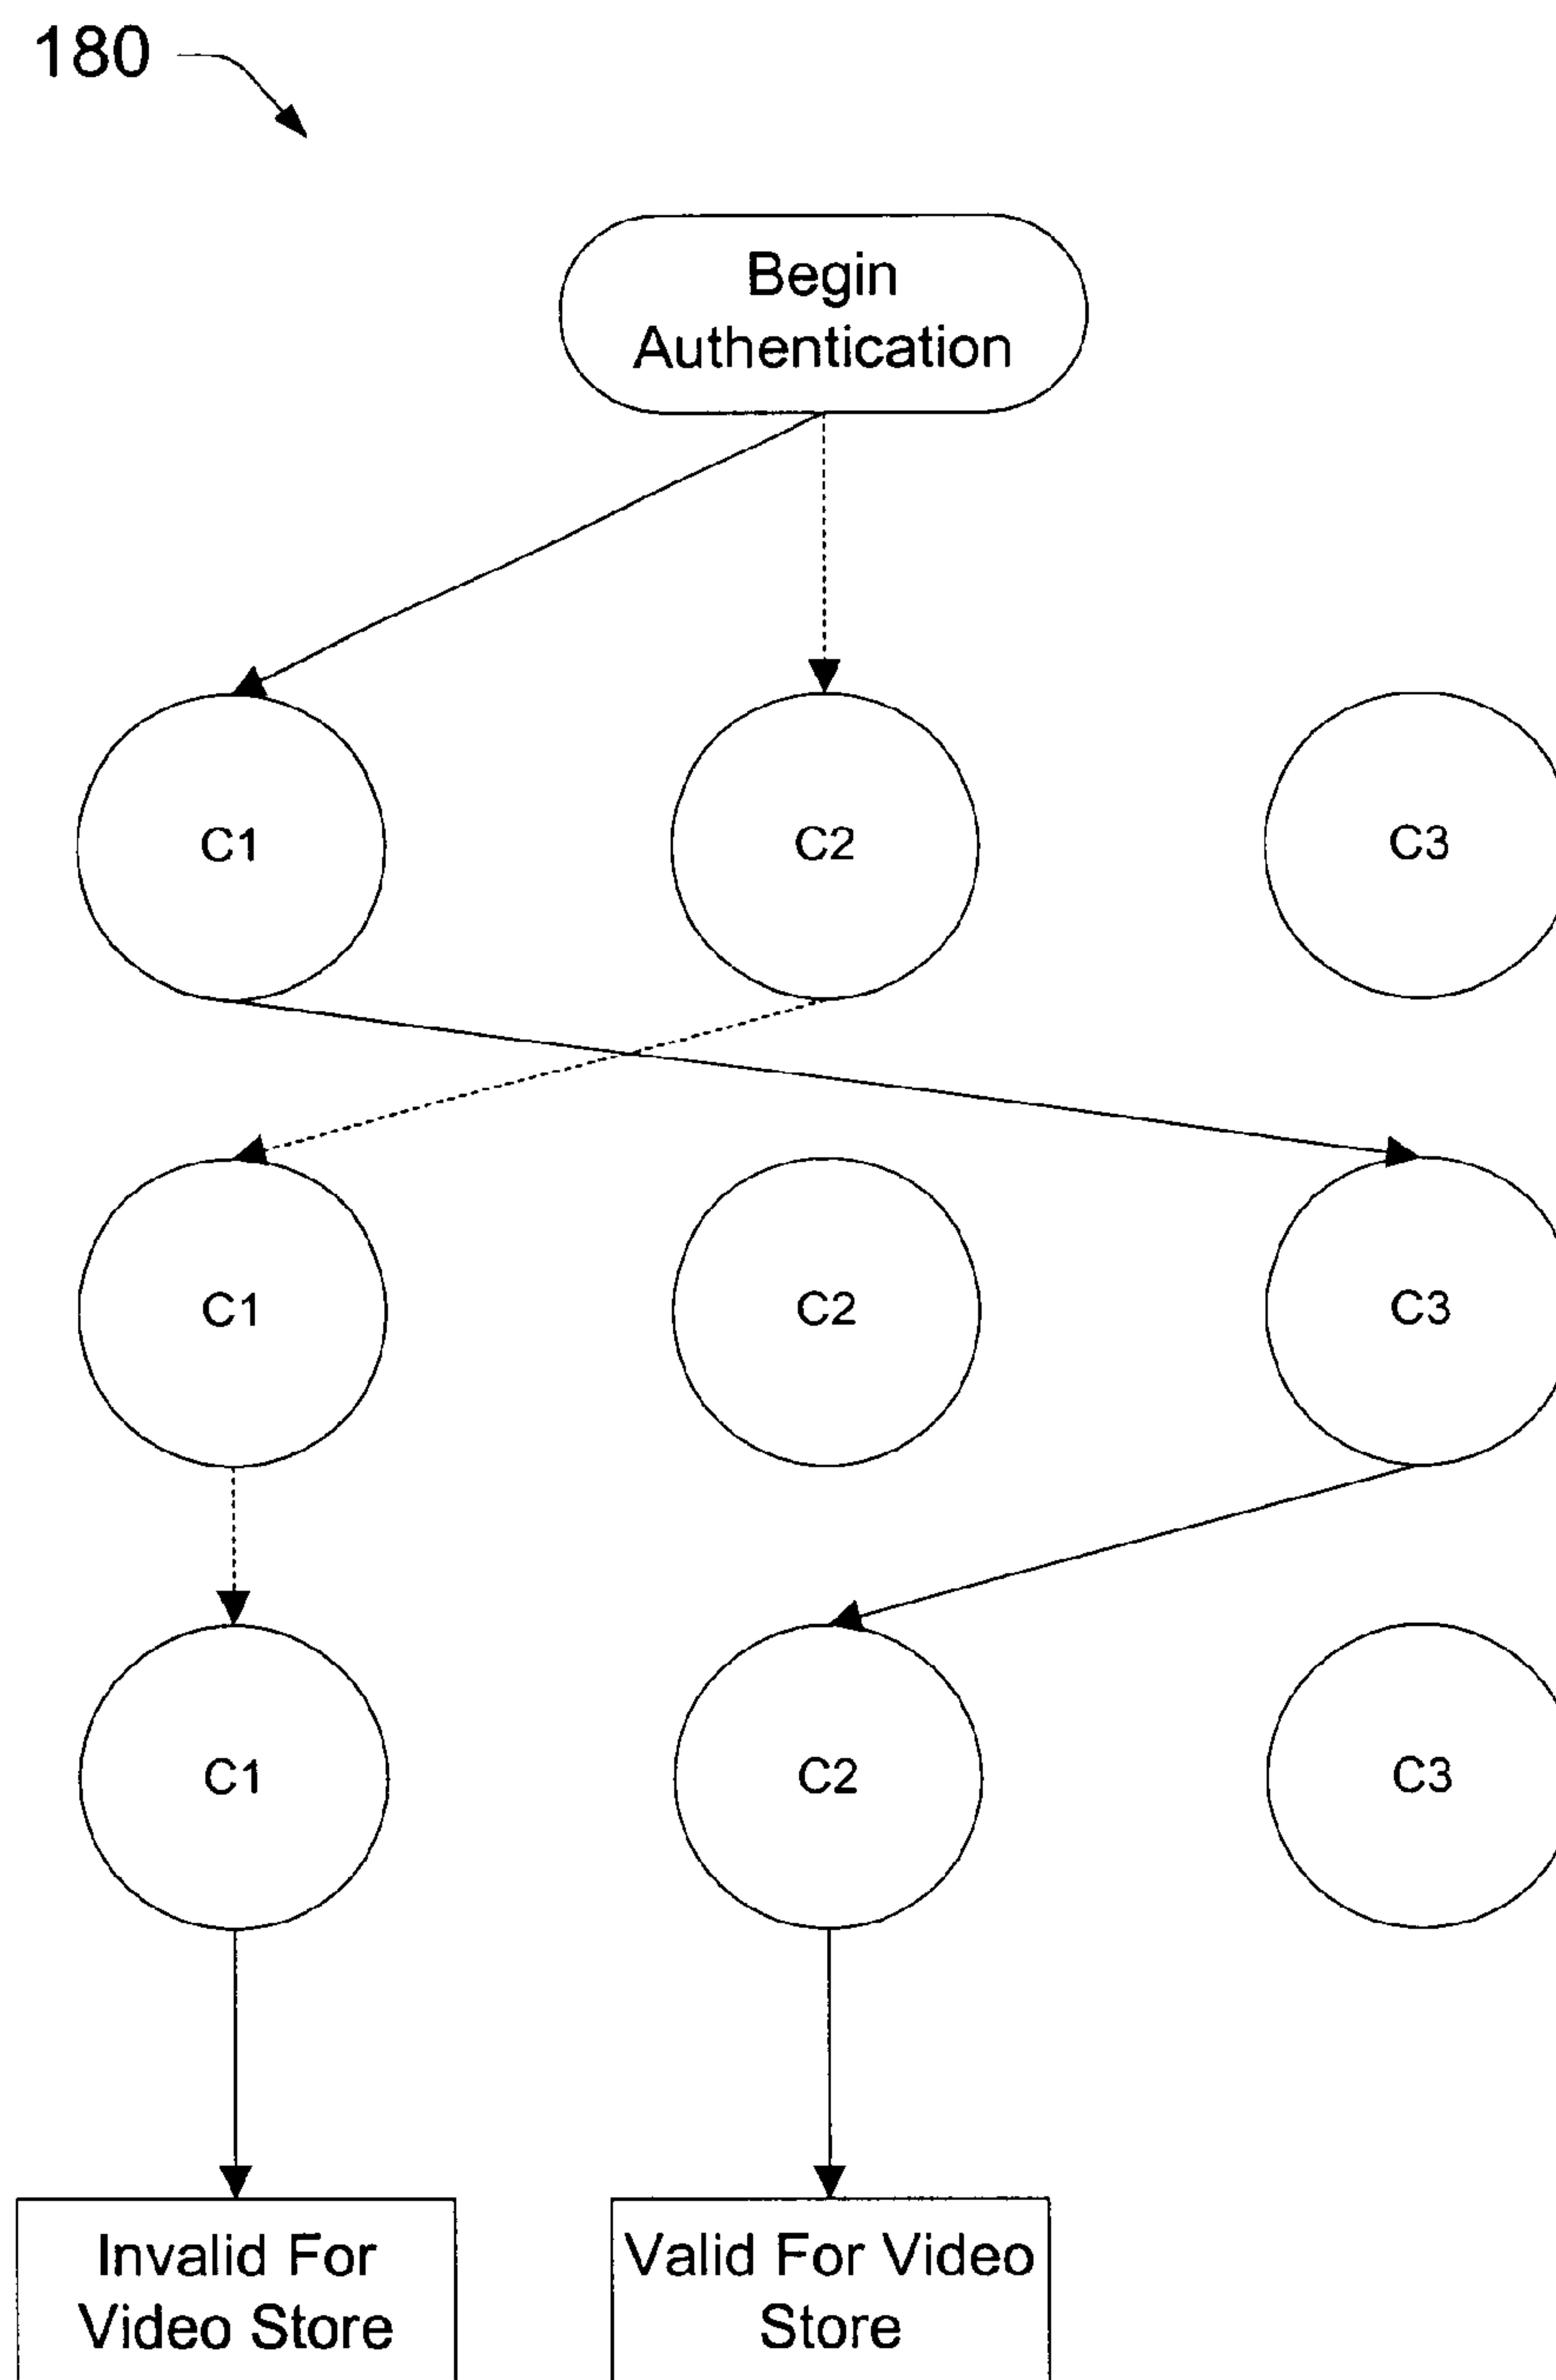 180
Begin
Authentication
C1
C2
C3
C1
C2
C3
C1
C2
C3
Invalid For
Video Store
Valid For Video
Store